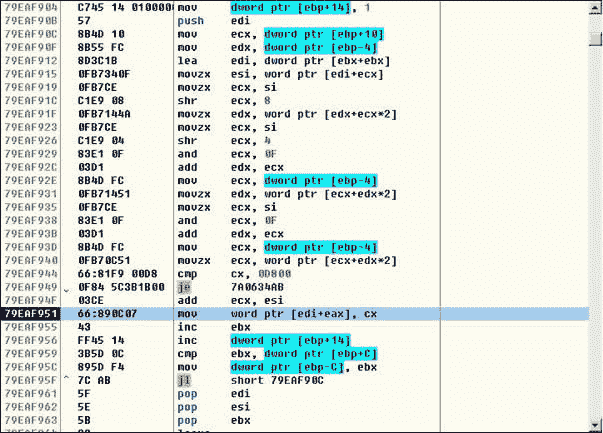 79EAF904 C745 14 0100000 mov dword ptr [ebp+14], 1
79EAF90B 57 push edi
79EAF90C 8B4D 10 mov ecx, dword ptr [ebp+10]
79EAF90F 8B55 FC mov edx, dword ptr [ebp-4]
79EAF912 8D3C1B lea edi, dword ptr [ebx+ebx]
79EAF915 0FB7340F movzx esi, word ptr [edi+ecx]
79EAF919 0FB7CE movzx ecx, si
79EAF91C C1E9 08 shr ecx, 8
79EAF91F 0FB7144A movzx edx, word ptr [edx+ecx*2]
79EAF923 0FB7CE movzx ecx, si
79EAF926 C1E9 04 shr ecx, 4
79EAF929 83E1 0F and ecx, 0F
79EAF92C 03D1 add edx, ecx
79EAF92E 8B4D FC mov ecx, dword ptr [ebp-4]
79EAF931 0FB71451 movzx edx, word ptr [ecx+edx*2]
79EAF935 0FB7CE movzx ecx, si
79EAF938 83E1 0F and ecx, 0F
79EAF93B 03D1 add edx, ecx
79EAF93D 8B4D FC mov ecx, dword ptr [ebp-4]
79EAF940 0FB70C51 movzx ecx, word ptr [ecx+edx*2]
79EAF944 66:81F9 00D8 cmp cx, 0D800
79EAF949 0F84 5C3B1B00 je 7A0634AB
79EAF94F 03CE add ecx, esi
79EAF951 66:890C07 mov word ptr [edi+eax], cx
79EAF955 43 inc ebx
79EAF956 FF45 14 inc dword ptr [ebp+14]
79EAF959 3B5D 0C cmp ebx, dword ptr [ebp+C]
79EAF95C 895D F4 mov dword ptr [ebp-C], ebx
79EAF95F 7C AB jl short 79EAF90C
79EAF961 5F pop edi
79EAF962 5E pop esi
79EAF963 5B pop ebx